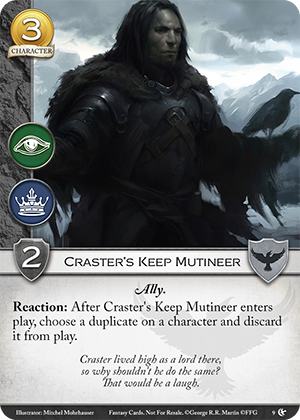 3
CHARACTER
2
CRASTER'S KEEP MUTINEER
Ally.
Reaction: After Craster's Keep Mutineer enters
play, choose a duplicate on a character and discard
it from play.
Craster lived high as a lord there,
so why shouldn't he do the same?
That would be a laugh.
Illustrator: Mitchel Mohrhauser
Fantasy Cards. Not For Resale. ©George R.R. Martin ©FFG
9